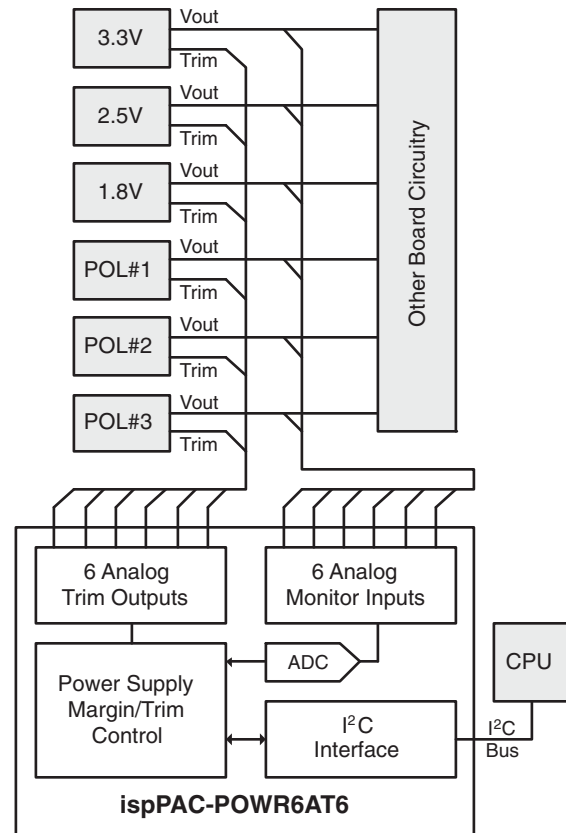 Vout
3.3V
Trim
Vout
2.5V
Trim
Vout
1.8V
Trim
Vout
POL#1
Trim
Vout
POL#2
Trim
Vout
POL#3
Trim
Other Board Circuitry
6 Analog
Trim Outputs
6 Analog
Monitor Inputs
ADC
CPU
Power Supply
Margin/Trim
Control
I²C
Interface
I²C
Bus
ispPAC-POWR6AT6